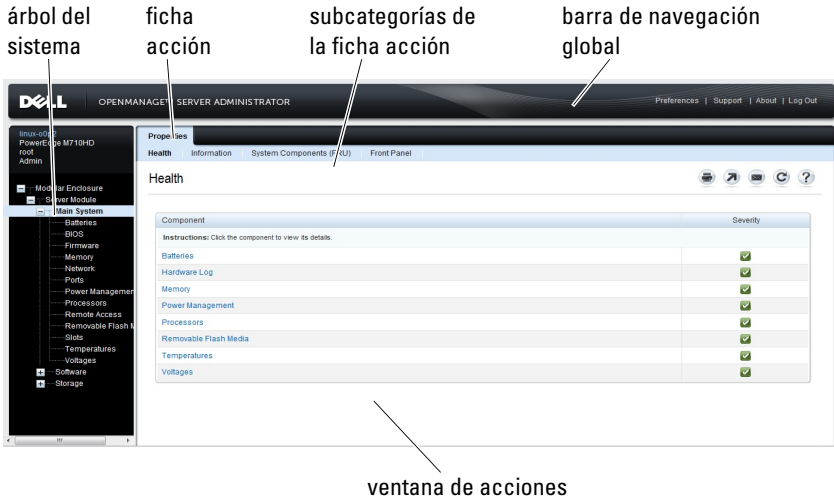 árbol del
sistema
ficha
acción
subcategorías de
la ficha acción
barra de navegación
global
DELL
OPENMANAGE™ SERVER ADMINISTRATOR
Preferences | Support | About | Log Out
PowerEdge M710HD
root
Admin
Properties
Health Information System Components (FRU) Front Panel
Health
Modular Enclosure
Server Module
Main System
Batteries
BIOS
Firmware
Memory
Network
Ports
Power Managemen
Processors
Remote Access
Removable Flash M
Slots
Temperatures
Voltages
Software
Storage
Component Severity
Instructions: Click the component to view its details.
Batteries
Hardware Log
Memory
Power Management
Processors
Removable Flash Media
Temperatures
Voltages
ventana de acciones